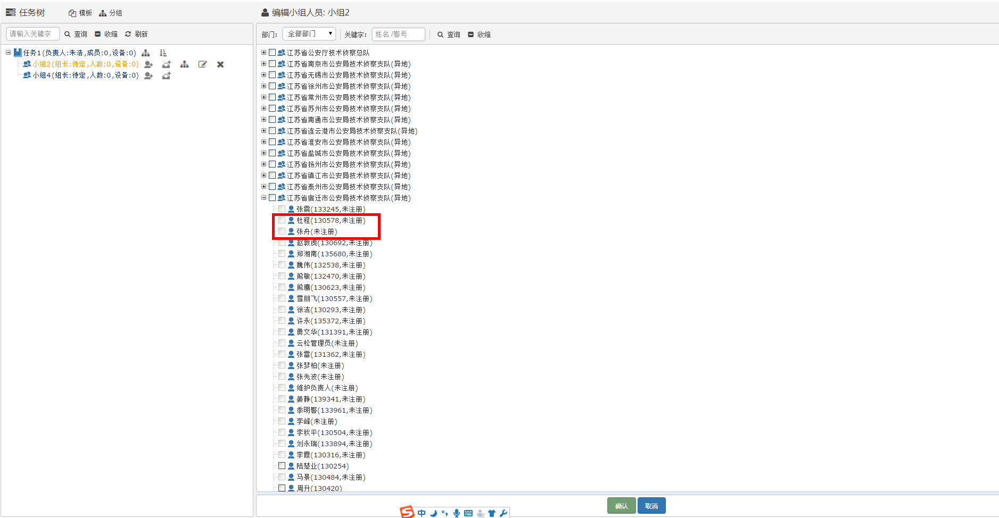 任务树 模板 分组
请输入关键字 查询 收缩 刷新
任务1(负责人:朱浩,成员:0,设备:0)
小组2(组长:待定,人数:0,设备:0)
小组4(组长:待定,人数:0,设备:0)
编辑小组人员: 小组2
部门: 全部部门 关键字: 姓名/警号 查询 收缩
江苏省公安厅技术侦察总队
江苏省南京市公安局技术侦察支队(异地)
江苏省无锡市公安局技术侦察支队(异地)
江苏省徐州市公安局技术侦察支队(异地)
江苏省常州市公安局技术侦察支队(异地)
江苏省苏州市公安局技术侦察支队(异地)
江苏省南通市公安局技术侦察支队(异地)
江苏省连云港市公安局技术侦察支队(异地)
江苏省淮安市公安局技术侦察支队(异地)
江苏省盐城市公安局技术侦察支队(异地)
江苏省扬州市公安局技术侦察支队(异地)
江苏省镇江市公安局技术侦察支队(异地)
江苏省泰州市公安局技术侦察支队(异地)
江苏省宿迁市公安局技术侦察支队(异地)
张震(133245,未注册)
杜程(130578,未注册)
张舟(未注册)
赵敦虎(130692,未注册)
郑湘南(135680,未注册)
魏伟(132538,未注册)
熊敏(132470,未注册)
熊鹰(130623,未注册)
雪朋飞(130557,未注册)
徐洁(130293,未注册)
许永(135372,未注册)
勇文华(131391,未注册)
云松管理员(未注册)
张雷(131362,未注册)
张梦柏(未注册)
张先波(未注册)
维护负责人(未注册)
姜静(139341,未注册)
季明警(133961,未注册)
李峰(未注册)
李秋平(130504,未注册)
刘永瑞(133894,未注册)
李霞(130316,未注册)
陆楚业(130254)
马景(130484,未注册)
周升(130420)
确认 取消
S 中